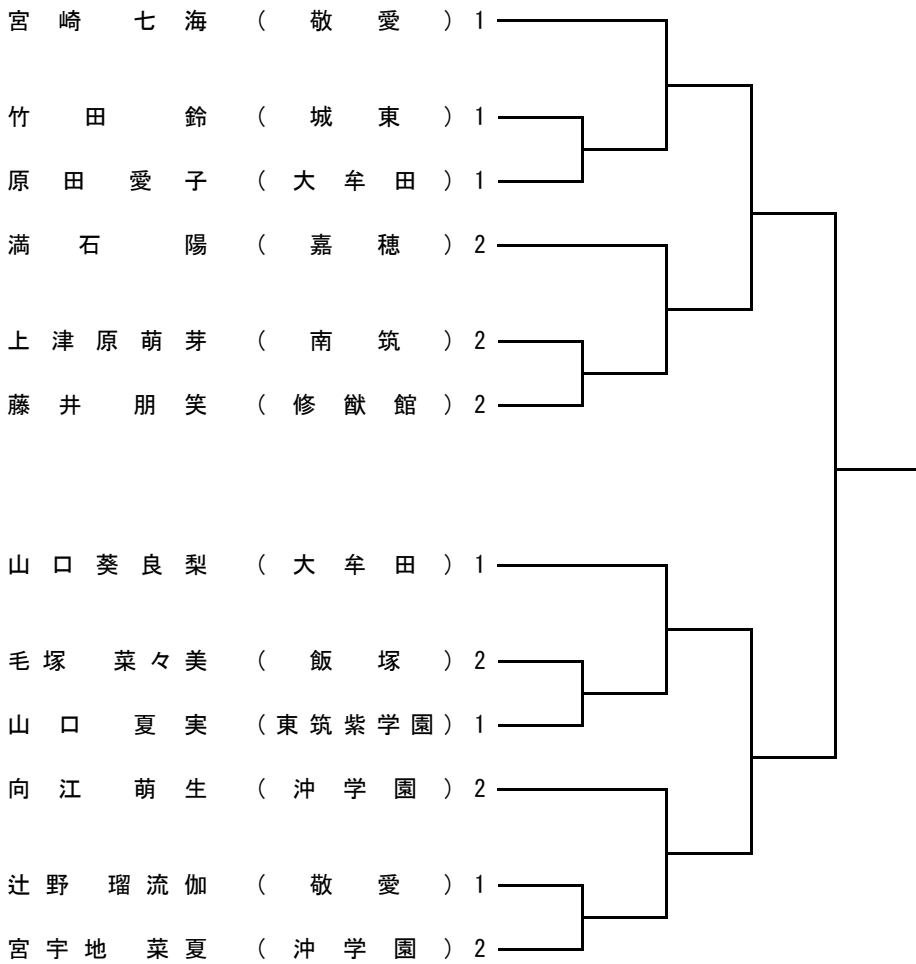 宮崎 七海 (敬愛) 1
竹田 鈴 (城東) 1
原田 愛子 (大牟田) 1
満石 陽 (嘉穂) 2
上津原萌芽 (南筑) 2
藤井 朋笑 (修猷館) 2
山口葵良梨 (大牟田) 1
毛塚 菜々美 (飯塚) 2
山口 夏実 (東筑紫学園) 1
向江 萌生 (沖学園) 2
辻野 瑠流伽 (敬愛) 1
宮宇地 菜夏 (沖学園) 2